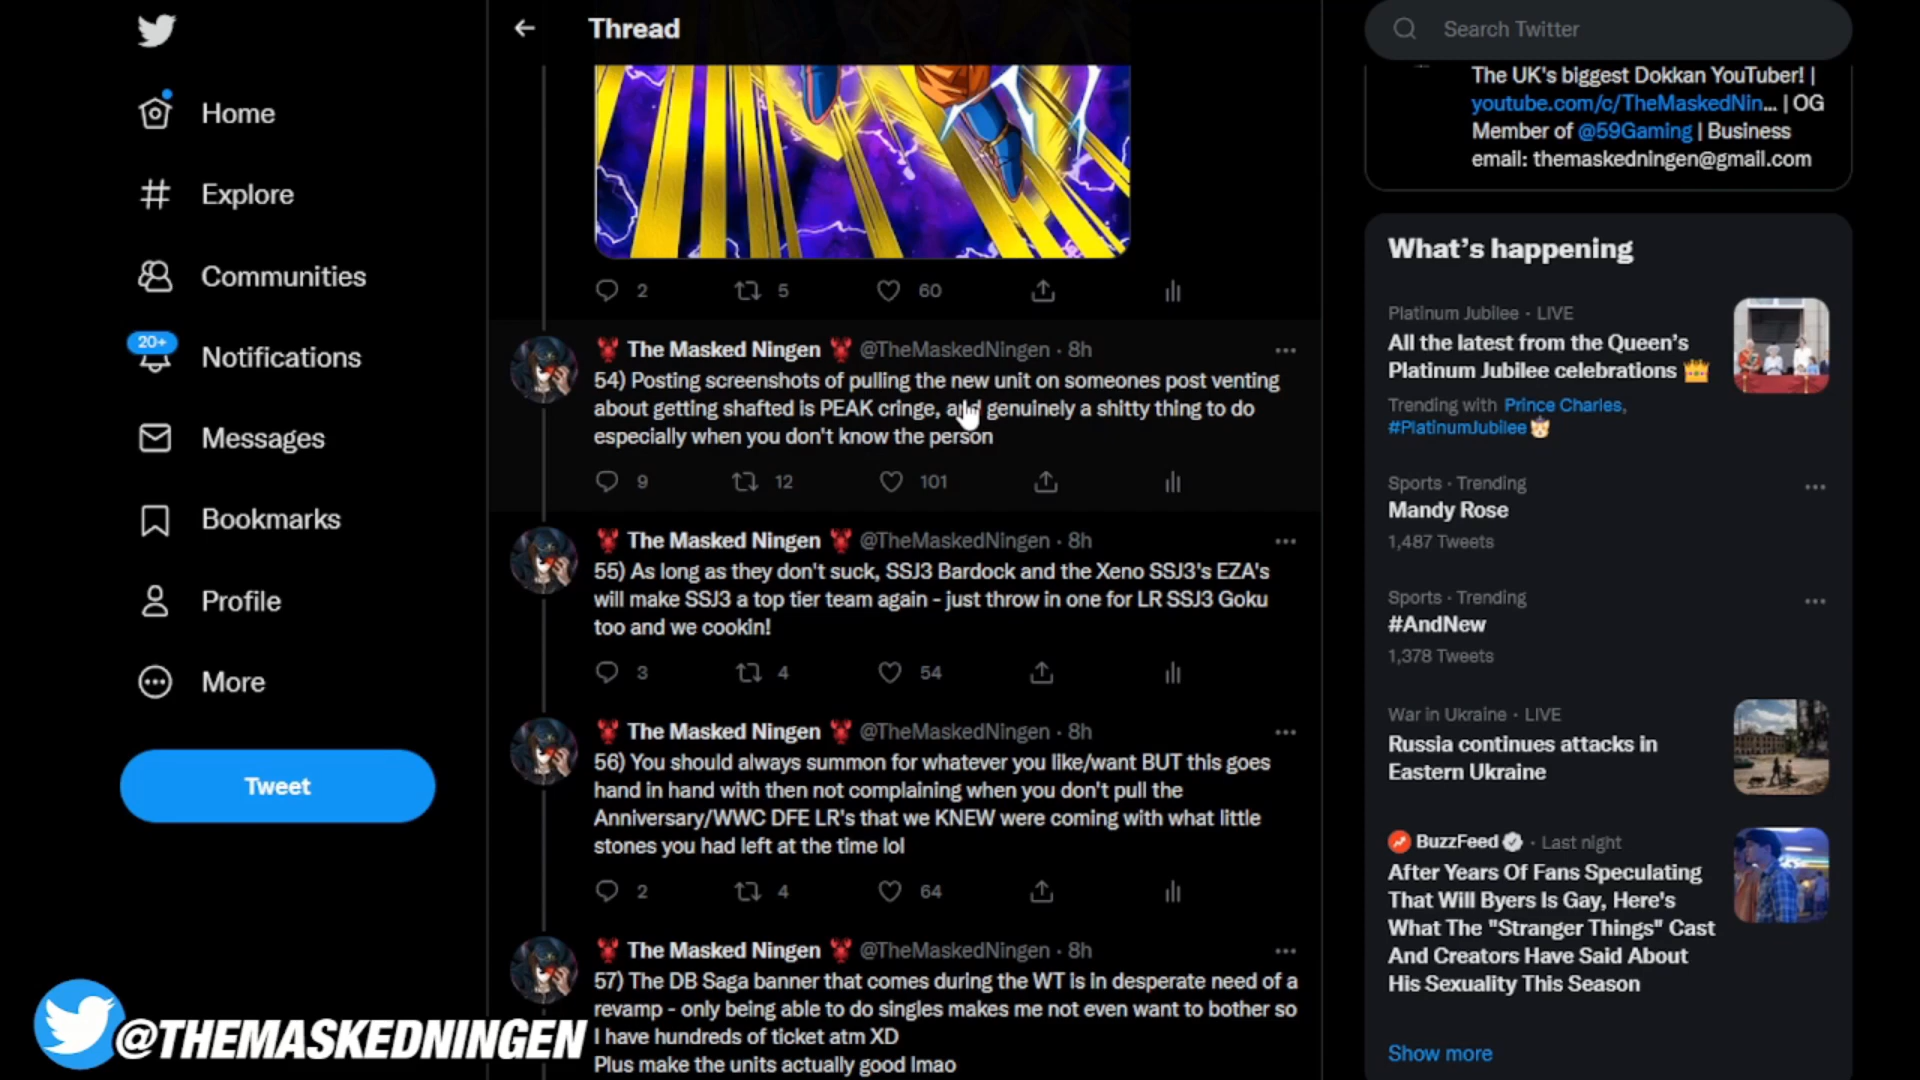 Home
Explore
Communities
20+
Notifications
Messages
Bookmarks
Profile
More
Tweet
@THEMASKEDNINGEN
Thread
2 5 60
The Masked Ningen @TheMaskedNingen · 8h
54) Posting screenshots of pulling the new unit on someones post venting
about getting shafted is PEAK cringe, and genuinely a shitty thing to do
especially when you don't know the person
9 12 101
The Masked Ningen @TheMaskedNingen · 8h
55) As long as they don't suck, SSJ3 Bardock and the Xeno SSJ3's EZA's
will make SSJ3 a top tier team again - just throw in one for LR SSJ3 Goku
too and we cookin!
3 4 54
The Masked Ningen @TheMaskedNingen · 8h
56) You should always summon for whatever you like/want BUT this goes
hand in hand with then not complaining when you don't pull the
Anniversary/WWC DFE LR's that we KNEW were coming with what little
stones you had left at the time lol
2 4 64
The Masked Ningen @TheMaskedNingen · 8h
57) The DB Saga banner that comes during the WT is in desperate need of a
revamp - only being able to do singles makes me not even want to bother so
I have hundreds of ticket atm XD
Plus make the units actually good lmao
Search Twitter
The UK's biggest Dokkan YouTuber! |
youtube.com/c/TheMaskedNin... | OG
Member of @59Gaming | Business
email: themaskedningen@gmail.com
What's happening
Platinum Jubilee · LIVE
All the latest from the Queen's
Platinum Jubilee celebrations
Trending with Prince Charles,
#PlatinumJubilee
Sports · Trending
Mandy Rose
1,487 Tweets
Sports · Trending
#AndNew
1,378 Tweets
War in Ukraine · LIVE
Russia continues attacks in
Eastern Ukraine
BuzzFeed · Last night
After Years Of Fans Speculating
That Will Byers Is Gay, Here's
What The "Stranger Things" Cast
And Creators Have Said About
His Sexuality This Season
Show more